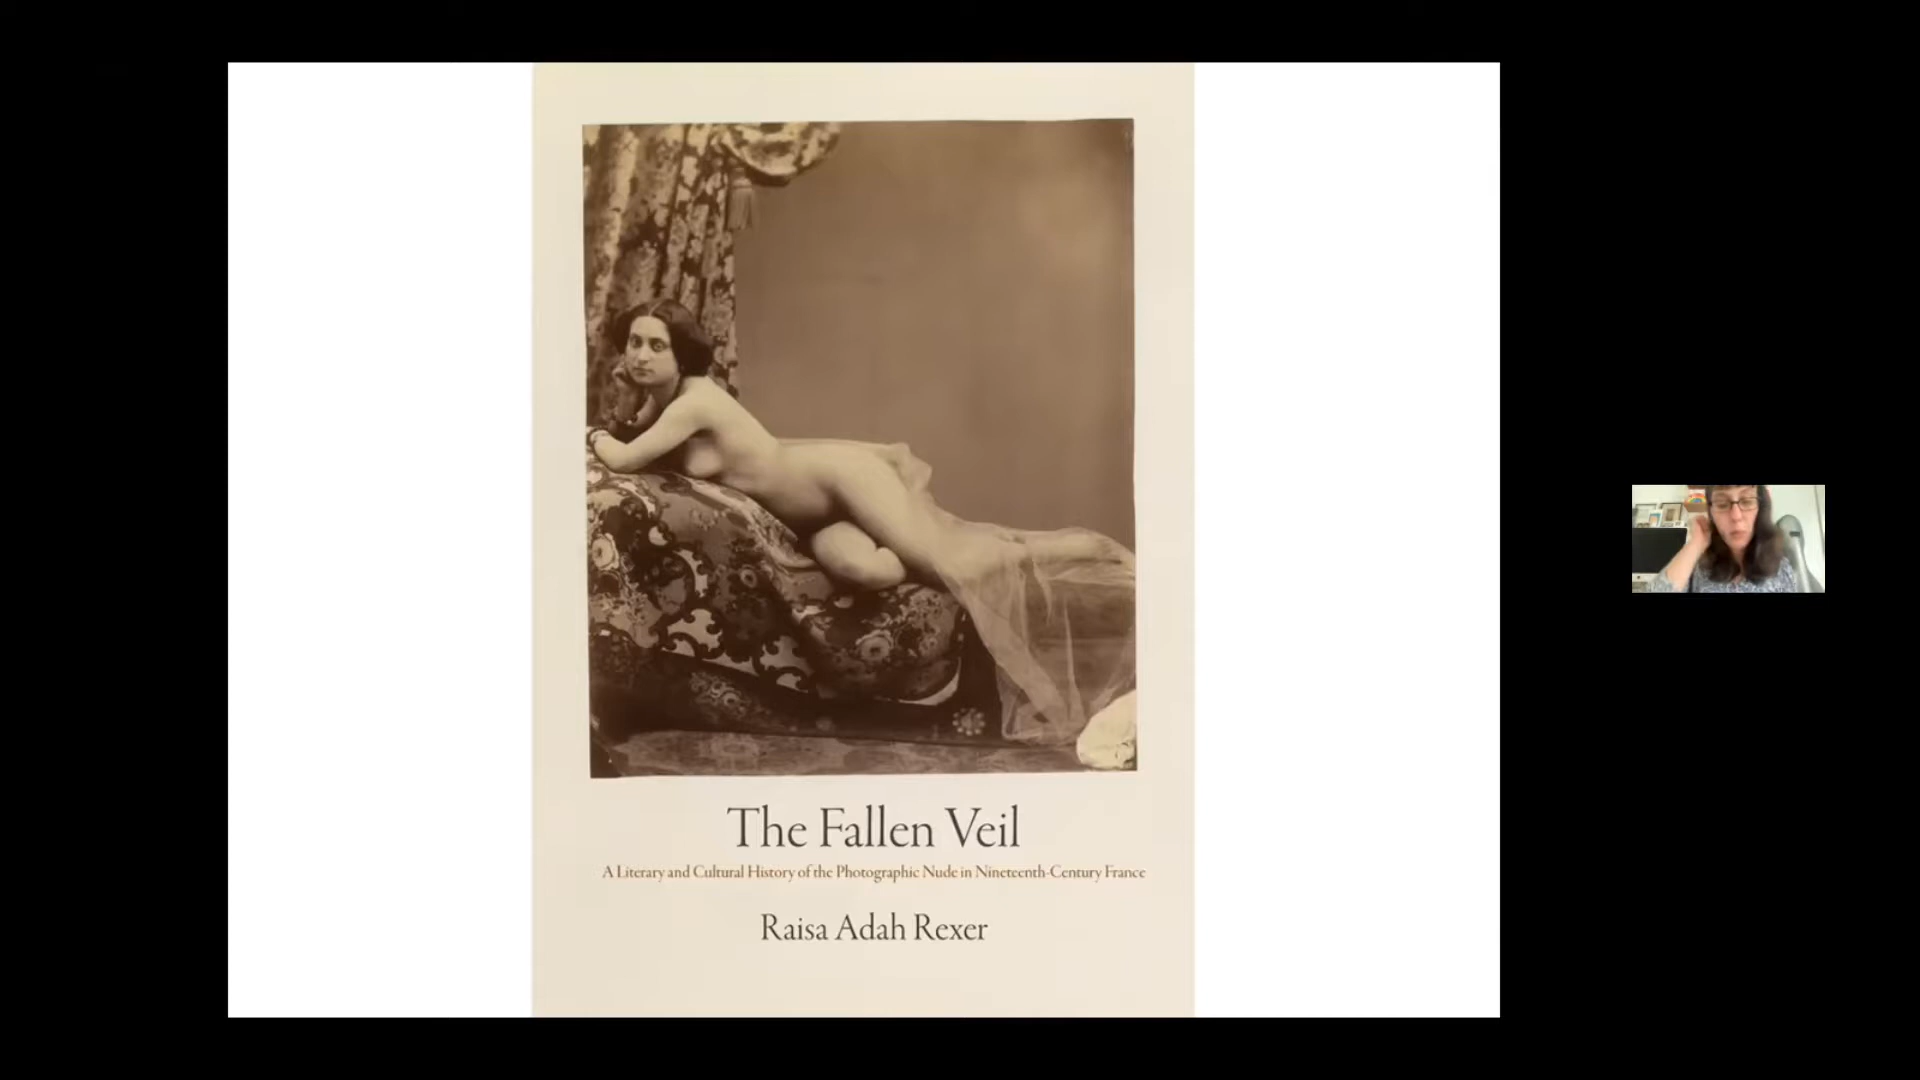 The Fallen Veil
A Literary and Cultural History of the Photographic Nude in Nineteenth-Century France
Raisa Adah Rexer